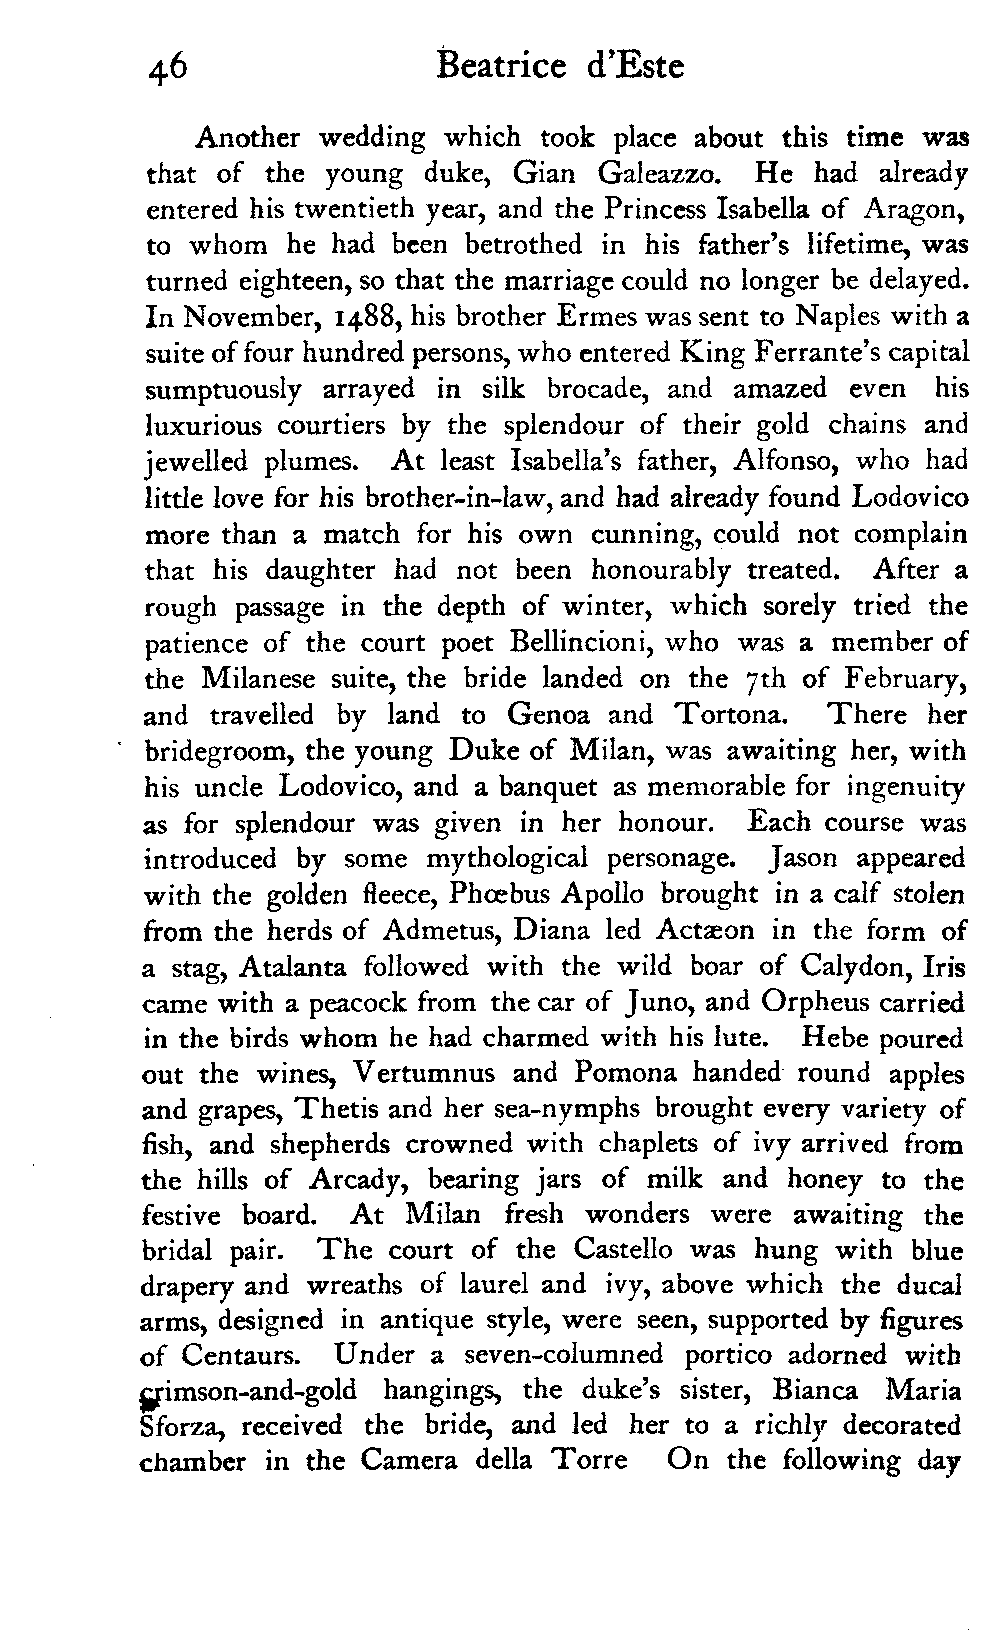 46 Beatrice d'Este
Another wedding which took place about this time was
that of the young duke, Gian Galeazzo. He had already
entered his twentieth year, and the Princess Isabella of Aragon,
to whom he had been betrothed in his father's lifetime, was
turned eighteen, so that the marriage could no longer be delayed.
In November, 1488, his brother Ermes was sent to Naples with a
suite of four hundred persons, who entered King Ferrante's capital
sumptuously arrayed in silk brocade, and amazed even his
luxurious courtiers by the splendour of their gold chains and
jewelled plumes. At least Isabella's father, Alfonso, who had
little love for his brother-in-law, and had already found Lodovico
more than a match for his own cunning, could not complain
that his daughter had not been honourably treated. After a
rough passage in the depth of winter, which sorely tried the
patience of the court poet Bellincioni, who was a member of
the Milanese suite, the bride landed on the 7th of February,
and travelled by land to Genoa and Tortona. There her
bridegroom, the young Duke of Milan, was awaiting her, with
his uncle Lodovico, and a banquet as memorable for ingenuity
as for splendour was given in her honour. Each course was
introduced by some mythological personage. Jason appeared
with the golden fleece, Phœbus Apollo brought in a calf stolen
from the herds of Admetus, Diana led Actæon in the form of
a stag, Atalanta followed with the wild boar of Calydon, Iris
came with a peacock from the car of Juno, and Orpheus carried
in the birds whom he had charmed with his lute. Hebe poured
out the wines, Vertumnus and Pomona handed round apples
and grapes, Thetis and her sea-nymphs brought every variety of
fish, and shepherds crowned with chaplets of ivy arrived from
the hills of Arcady, bearing jars of milk and honey to the
festive board. At Milan fresh wonders were awaiting the
bridal pair. The court of the Castello was hung with blue
drapery and wreaths of laurel and ivy, above which the ducal
arms, designed in antique style, were seen, supported by figures
of Centaurs. Under a seven-columned portico adorned with
crimson-and-gold hangings, the duke's sister, Bianca Maria
Sforza, received the bride, and led her to a richly decorated
chamber in the Camera della Torre On the following day